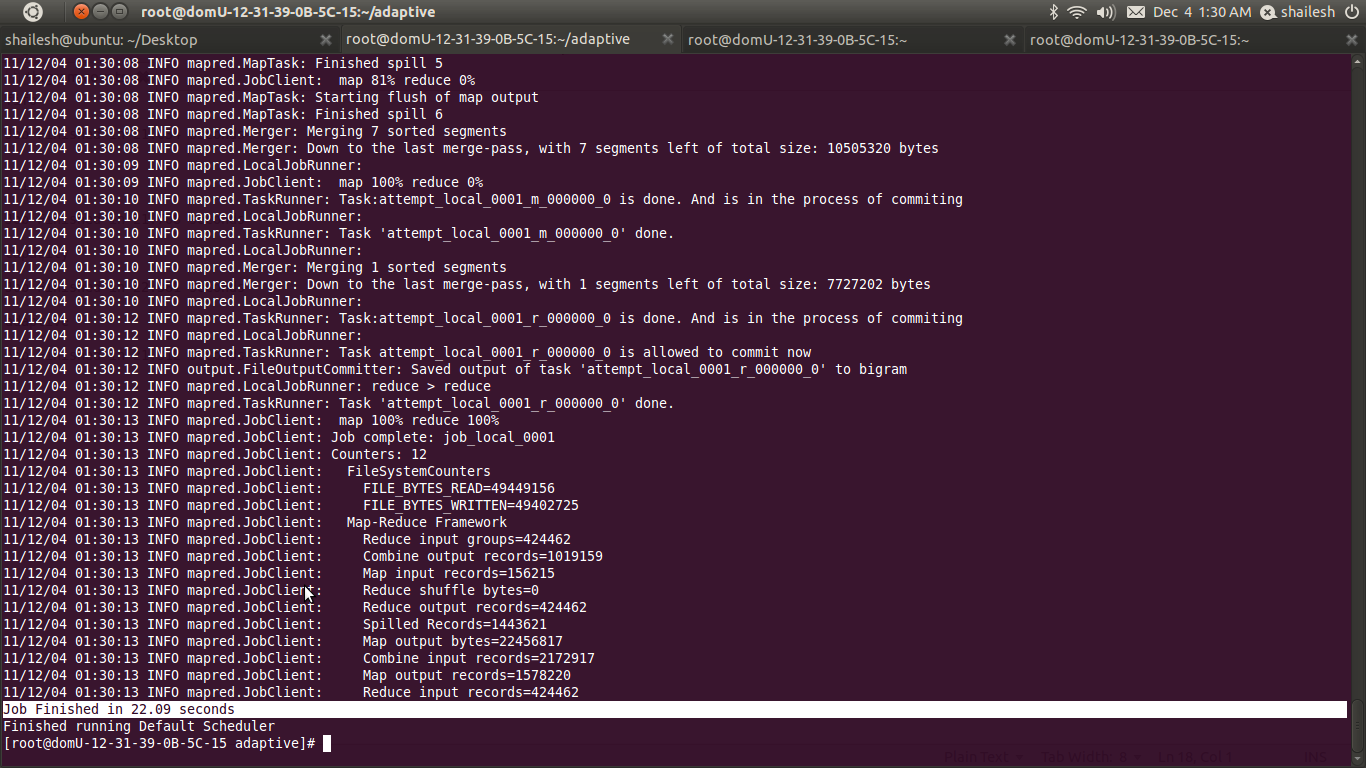 root@domU-12-31-39-0B-5C-15:~/adaptive
Dec 4 1:30 AM shailesh
shailesh@ubuntu: ~/Desktop
root@domU-12-31-39-0B-5C-15:~/adaptive
root@domU-12-31-39-0B-5C-15:~
root@domU-12-31-39-0B-5C-15:~
11/12/04 01:30:08 INFO mapred.MapTask: Finished spill 5
11/12/04 01:30:08 INFO mapred.JobClient:  map 81% reduce 0%
11/12/04 01:30:08 INFO mapred.MapTask: Starting flush of map output
11/12/04 01:30:08 INFO mapred.MapTask: Finished spill 6
11/12/04 01:30:08 INFO mapred.Merger: Merging 7 sorted segments
11/12/04 01:30:08 INFO mapred.Merger: Down to the last merge-pass, with 7 segments left of total size: 10505320 bytes
11/12/04 01:30:09 INFO mapred.LocalJobRunner:
11/12/04 01:30:09 INFO mapred.JobClient:  map 100% reduce 0%
11/12/04 01:30:10 INFO mapred.TaskRunner: Task:attempt_local_0001_m_000000_0 is done. And is in the process of commiting
11/12/04 01:30:10 INFO mapred.LocalJobRunner:
11/12/04 01:30:10 INFO mapred.TaskRunner: Task 'attempt_local_0001_m_000000_0' done.
11/12/04 01:30:10 INFO mapred.LocalJobRunner:
11/12/04 01:30:10 INFO mapred.Merger: Merging 1 sorted segments
11/12/04 01:30:10 INFO mapred.Merger: Down to the last merge-pass, with 1 segments left of total size: 7727202 bytes
11/12/04 01:30:10 INFO mapred.LocalJobRunner:
11/12/04 01:30:12 INFO mapred.TaskRunner: Task:attempt_local_0001_r_000000_0 is done. And is in the process of commiting
11/12/04 01:30:12 INFO mapred.LocalJobRunner:
11/12/04 01:30:12 INFO mapred.TaskRunner: Task attempt_local_0001_r_000000_0 is allowed to commit now
11/12/04 01:30:12 INFO output.FileOutputCommitter: Saved output of task 'attempt_local_0001_r_000000_0' to bigram
11/12/04 01:30:12 INFO mapred.LocalJobRunner: reduce > reduce
11/12/04 01:30:12 INFO mapred.TaskRunner: Task 'attempt_local_0001_r_000000_0' done.
11/12/04 01:30:13 INFO mapred.JobClient:  map 100% reduce 100%
11/12/04 01:30:13 INFO mapred.JobClient: Job complete: job_local_0001
11/12/04 01:30:13 INFO mapred.JobClient: Counters: 12
11/12/04 01:30:13 INFO mapred.JobClient:   FileSystemCounters
11/12/04 01:30:13 INFO mapred.JobClient:     FILE_BYTES_READ=49449156
11/12/04 01:30:13 INFO mapred.JobClient:     FILE_BYTES_WRITTEN=49402725
11/12/04 01:30:13 INFO mapred.JobClient:   Map-Reduce Framework
11/12/04 01:30:13 INFO mapred.JobClient:     Reduce input groups=424462
11/12/04 01:30:13 INFO mapred.JobClient:     Combine output records=1019159
11/12/04 01:30:13 INFO mapred.JobClient:     Map input records=156215
11/12/04 01:30:13 INFO mapred.JobClient:     Reduce shuffle bytes=0
11/12/04 01:30:13 INFO mapred.JobClient:     Reduce output records=424462
11/12/04 01:30:13 INFO mapred.JobClient:     Spilled Records=1443621
11/12/04 01:30:13 INFO mapred.JobClient:     Map output bytes=22456817
11/12/04 01:30:13 INFO mapred.JobClient:     Combine input records=2172917
11/12/04 01:30:13 INFO mapred.JobClient:     Map output records=1578220
11/12/04 01:30:13 INFO mapred.JobClient:     Reduce input records=424462
Job Finished in 22.09 seconds
Finished running Default Scheduler
[root@domU-12-31-39-0B-5C-15 adaptive]#
Plain Text Tab Width: 8 Ln 18, Col 1 INS